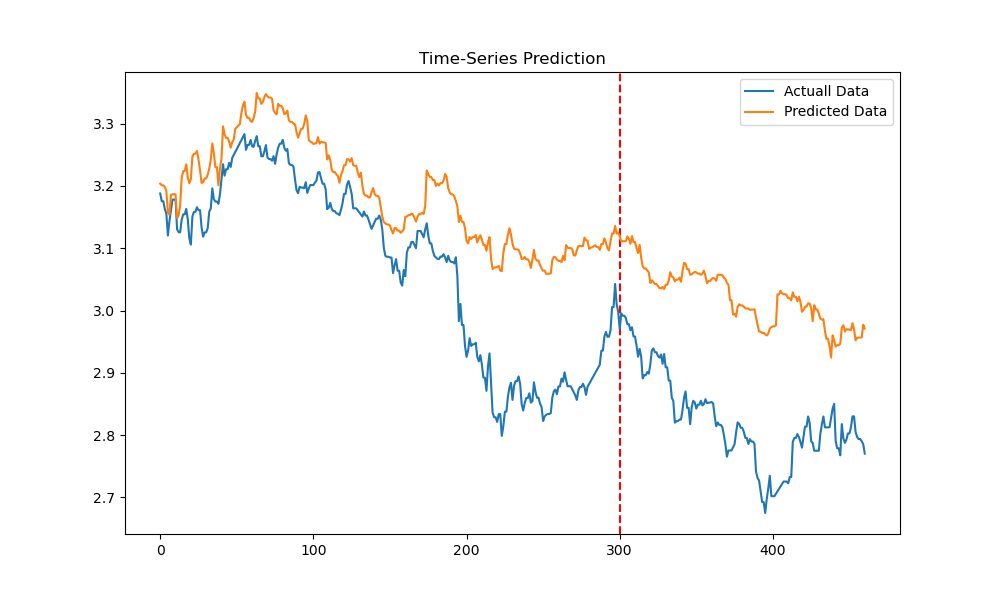 Time-Series Prediction
Actuall Data
Predicted Data
3.3
3.2
3.1
3.0
2.9
2.8
2.7
0 100 200 300 400